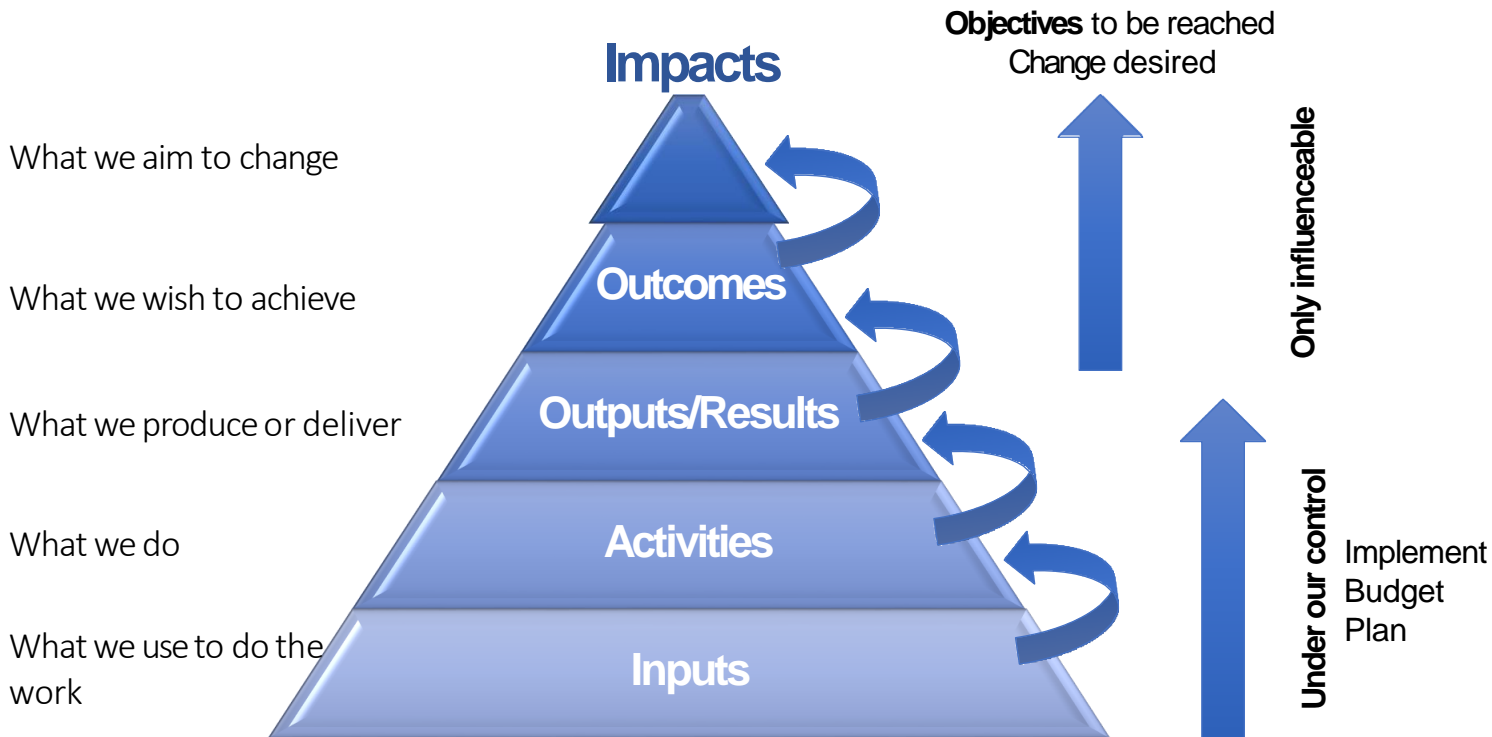 Objectives to be reached
Change desired
Impacts
What we aim to change
Only influenceable
Outcomes
What we wish to achieve
Outputs/Results
What we produce or deliver
Activities
What we do
Under our control
Implement
Budget
Plan
What we use to do the
work
Inputs